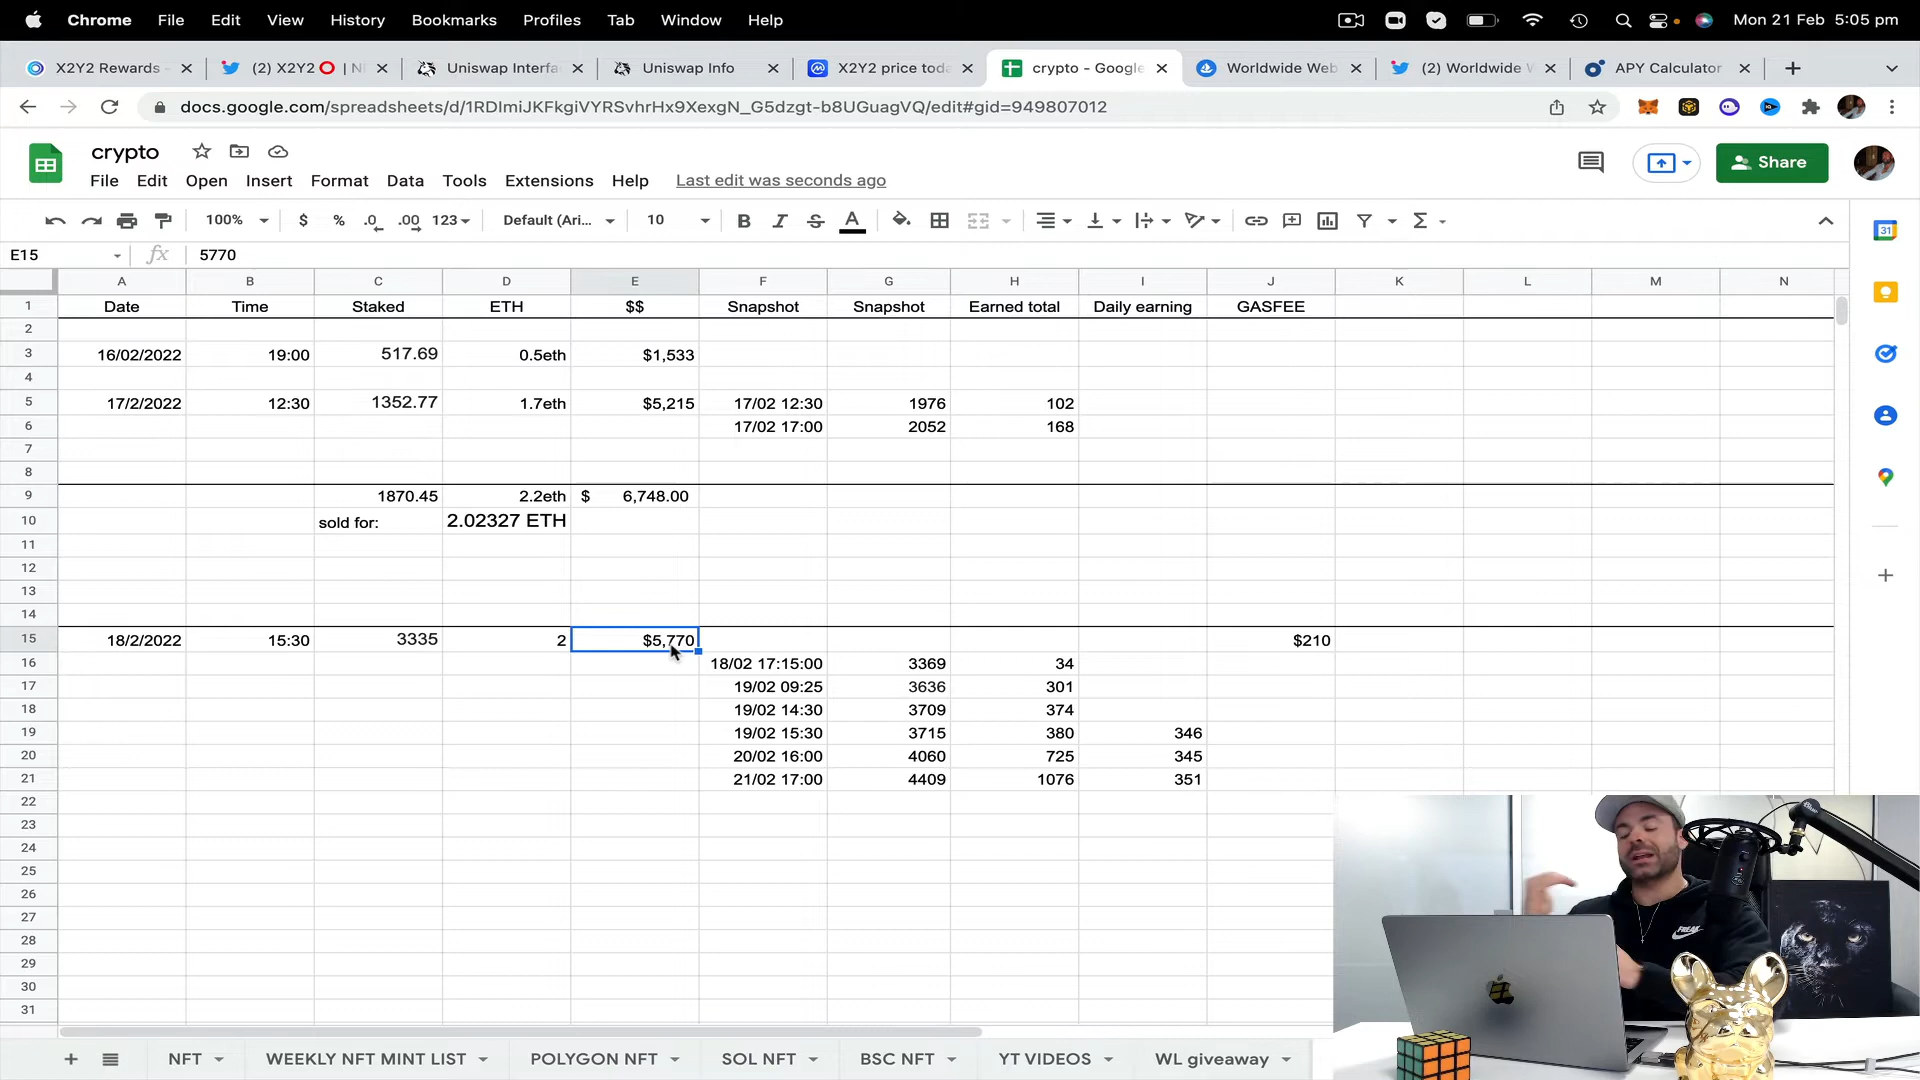 Chrome File Edit View History Bookmarks Profiles Tab Window Help Mon 21 Feb 5:05 pm
X2Y2 Rewards (2) X2Y2 ⭕ | N Uniswap Interfa Uniswap Info X2Y2 price toda crypto - Google Worldwide Web (2) Worldwide W APY Calculator
docs.google.com/spreadsheets/d/1RDlmiJKFkgiVYRSvhrHx9XexgN_G5dzgt-b8UGuagVQ/edit#gid=949807012
crypto
File Edit View Insert Format Data Tools Extensions Help Last edit was seconds ago
Share
100% $ % .0 .00 123 Default (Ari... 10 B I S A
E15 fx 5770
A B C D E F G H I J K L M N
1 Date Time Staked ETH $$ Snapshot Snapshot Earned total Daily earning GASFEE
2
3 16/02/2022 19:00 517.69 0.5eth $1,533
4
5 17/2/2022 12:30 1352.77 1.7eth $5,215 17/02 12:30 1976 102
6 17/02 17:00 2052 168
7
8
9 1870.45 2.2eth $ 6,748.00
10 sold for: 2.02327 ETH
11
12
13
14
15 18/2/2022 15:30 3335 2 $5,770 $210
16 18/02 17:15:00 3369 34
17 19/02 09:25 3636 301
18 19/02 14:30 3709 374
19 19/02 15:30 3715 380 346
20 20/02 16:00 4060 725 345
21 21/02 17:00 4409 1076 351
22
23
24
25
26
27
28
29
30
31
31
FREAK
NFT WEEKLY NFT MINT LIST POLYGON NFT SOL NFT BSC NFT YT VIDEOS WL giveaway